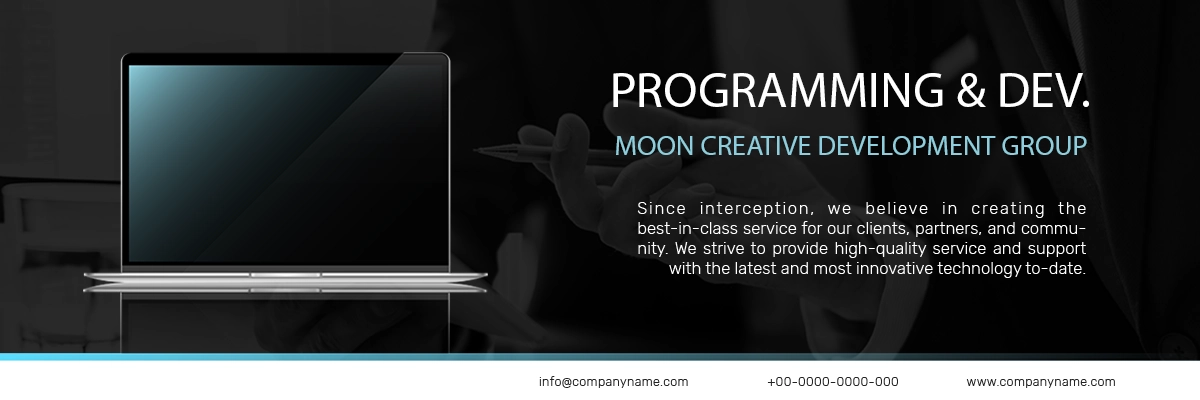 PROGRAMMING & DEV.
MOON CREATIVE DEVELOPMENT GROUP
Since interception, we believe in creating the
best-in-class service for our clients, partners, and commu-
nity. We strive to provide high-quality service and support
with the latest and most innovative technology to-date.
info@companyname.com +00-0000-0000-000 www.companyname.com